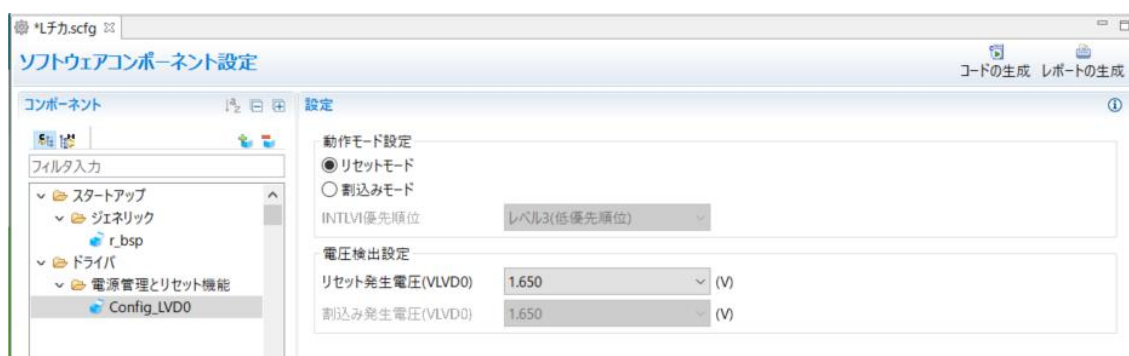 *Lチカ.scfg
ソフトウェアコンポーネント設定
コードの生成 レポートの生成
コンポーネント
設定
フィルタ入力
スタートアップ
ジェネリック
r_bsp
ドライバ
電源管理とリセット機能
Config_LVD0
動作モード設定
リセットモード
割込みモード
INTLVI優先順位 レベル3(低優先順位)
電圧検出設定
リセット発生電圧(VLVD0) 1.650 (V)
割込み発生電圧(VLVD0) 1.650 (V)